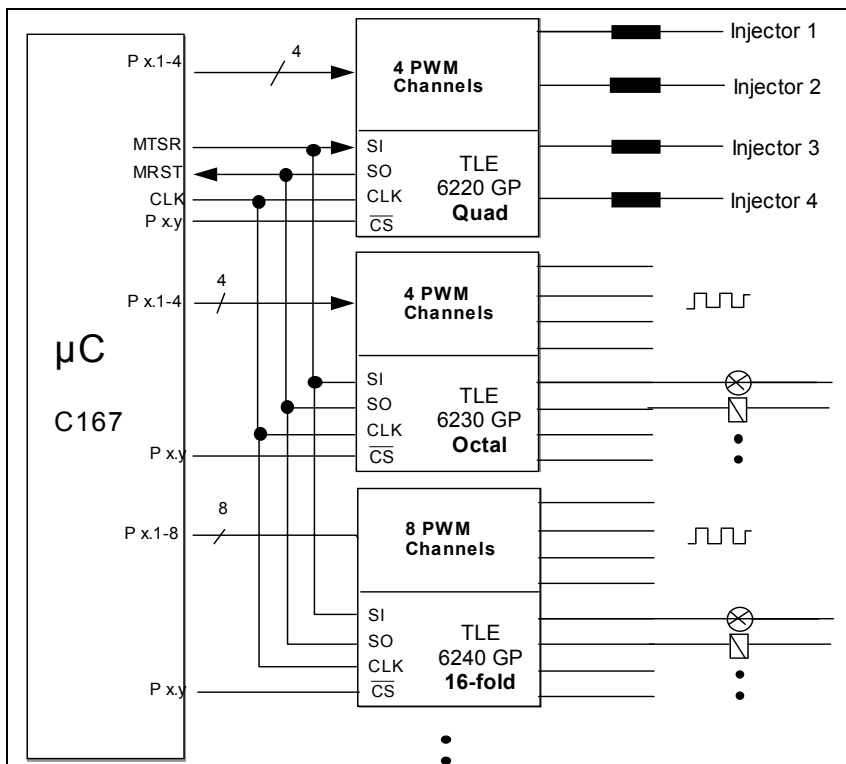 µC
C167
P x.1-4
4
4 PWM
Channels
Injector 1
Injector 2
MTSR
MRST
CLK
P x.y
SI
SO
CLK
CS
TLE
6220 GP
Quad
Injector 3
Injector 4
P x.1-4
4
4 PWM
Channels
P x.y
SI
SO
CLK
CS
TLE
6230 GP
Octal
P x.1-8
8
8 PWM
Channels
P x.y
SI
SO
CLK
CS
TLE
6240 GP
16-fold